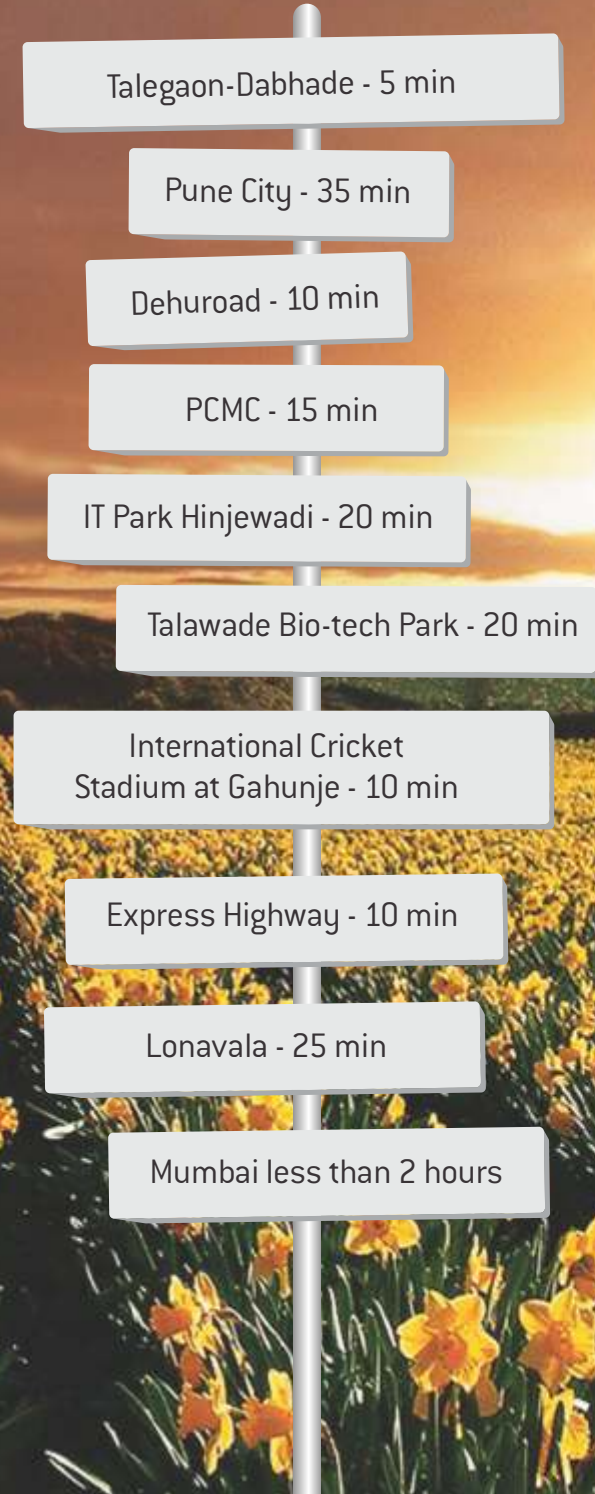 Talegaon-Dabhade - 5 min
Pune City - 35 min
Dehuroad - 10 min
PCMC - 15 min
IT Park Hinjewadi - 20 min
Talawade Bio-tech Park - 20 min
International Cricket
Stadium at Gahunje - 10 min
Express Highway - 10 min
Lonavala - 25 min
Mumbai less than 2 hours